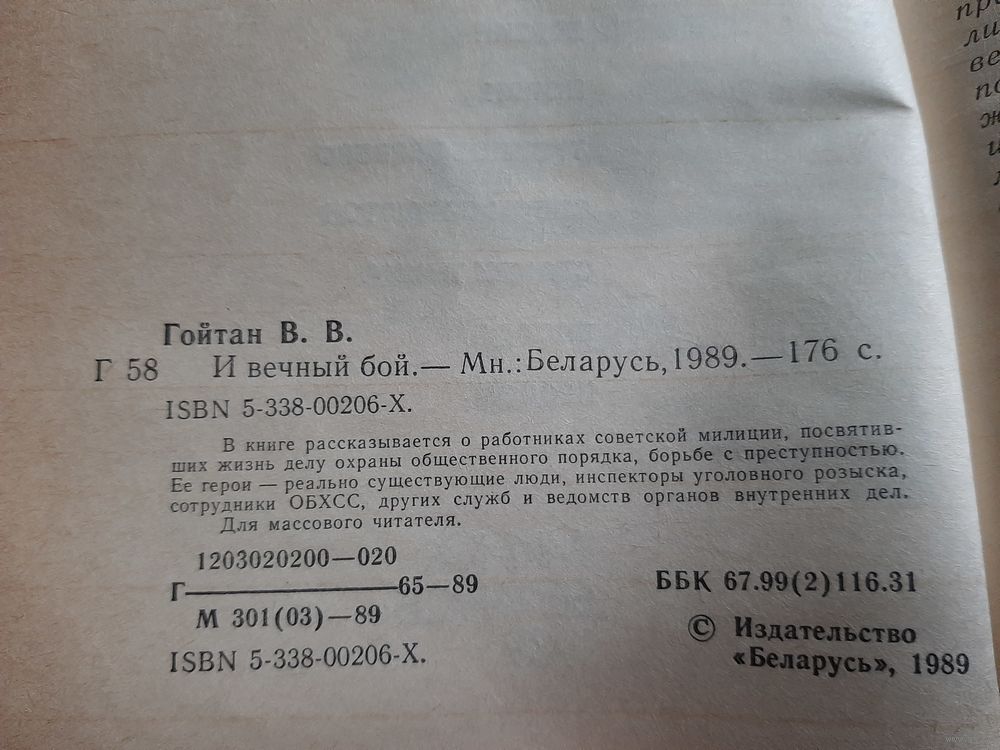 Гойтан В. В.
Г 58 И вечный бой.— Мн.: Беларусь, 1989.—176 с.
ISBN 5-338-00206-X.
В книге рассказывается о работниках советской милиции, посвятив-
ших жизнь делу охраны общественного порядка, борьбе с преступностью.
Ее герои — реально существующие люди, инспекторы уголовного розыска,
сотрудники ОБХСС, других служб и ведомств органов внутренних дел.
Для массового читателя.
1203020200—020
Г————65—89
М 301(03)—89
ББК 67.99(2)116.31
ISBN 5-338-00206-X.
© Издательство
«Беларусь», 1989